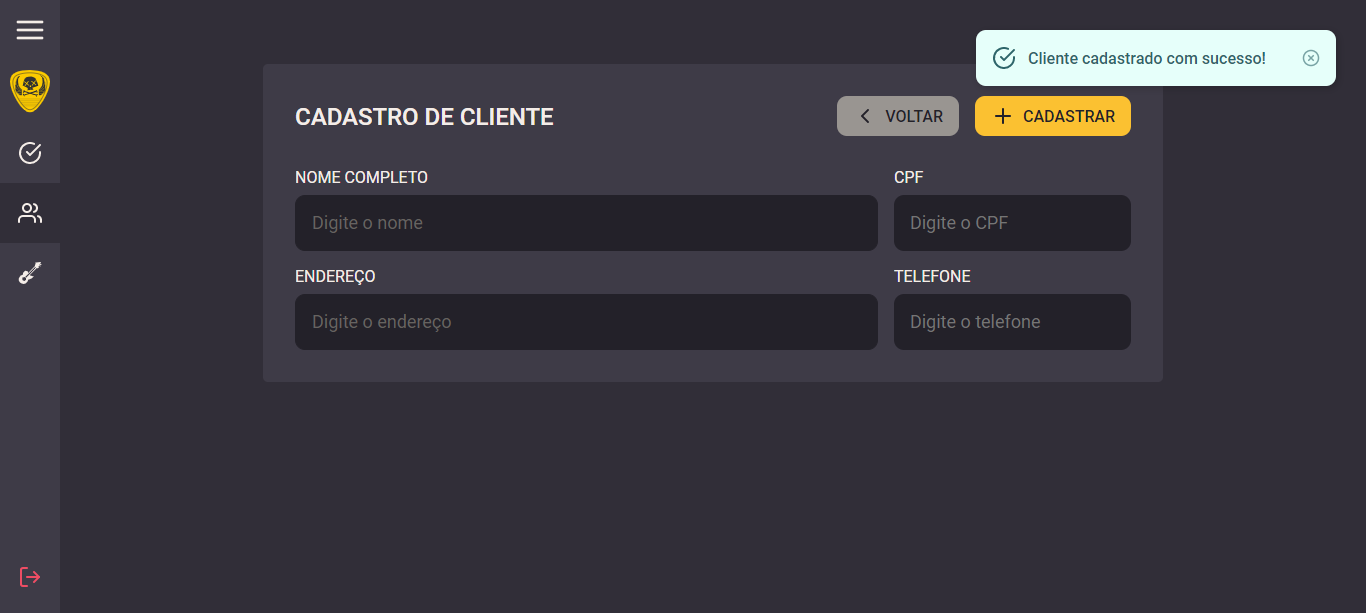 Cliente cadastrado com sucesso!
CADASTRO DE CLIENTE
VOLTAR
CADASTRAR
NOME COMPLETO
CPF
Digite o nome
Digite o CPF
ENDEREÇO
TELEFONE
Digite o endereço
Digite o telefone